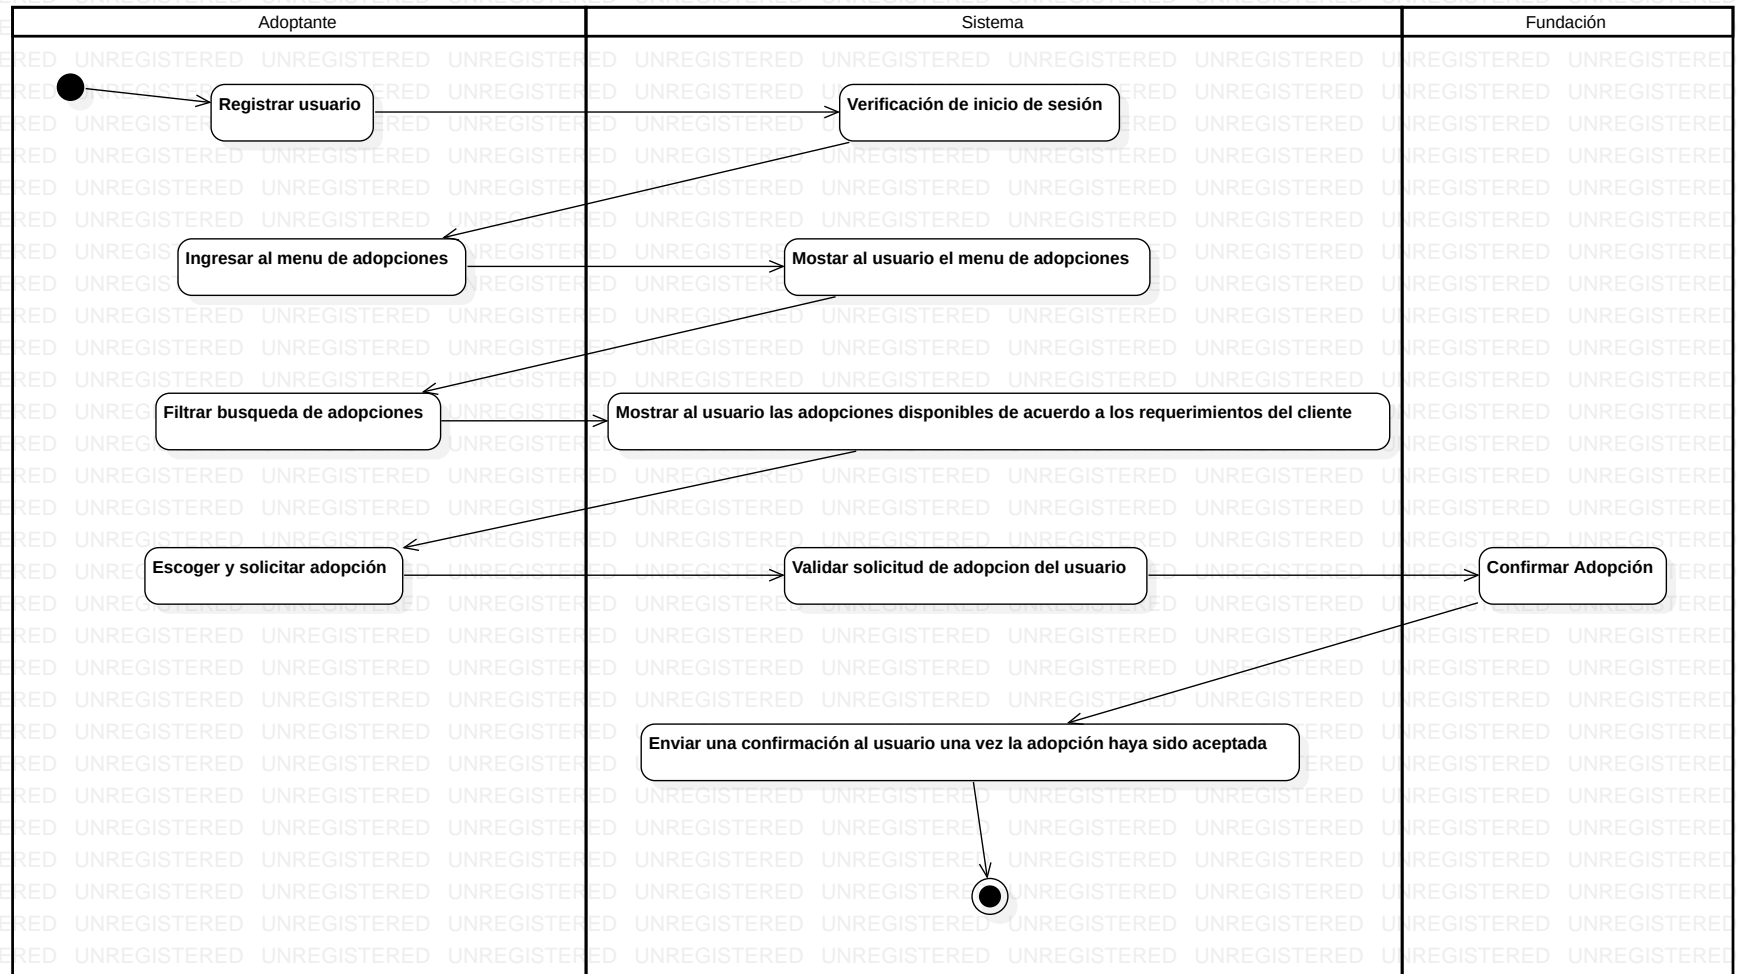 Adoptante
Sistema
Fundación
Registrar usuario
Verificación de inicio de sesión
Ingresar al menu de adopciones
Mostar al usuario el menu de adopciones
Filtrar busqueda de adopciones
Mostrar al usuario las adopciones disponibles de acuerdo a los requerimientos del cliente
Escoger y solicitar adopción
Validar solicitud de adopcion del usuario
Confirmar Adopción
Enviar una confirmación al usuario una vez la adopción haya sido aceptada
UNREGISTERED